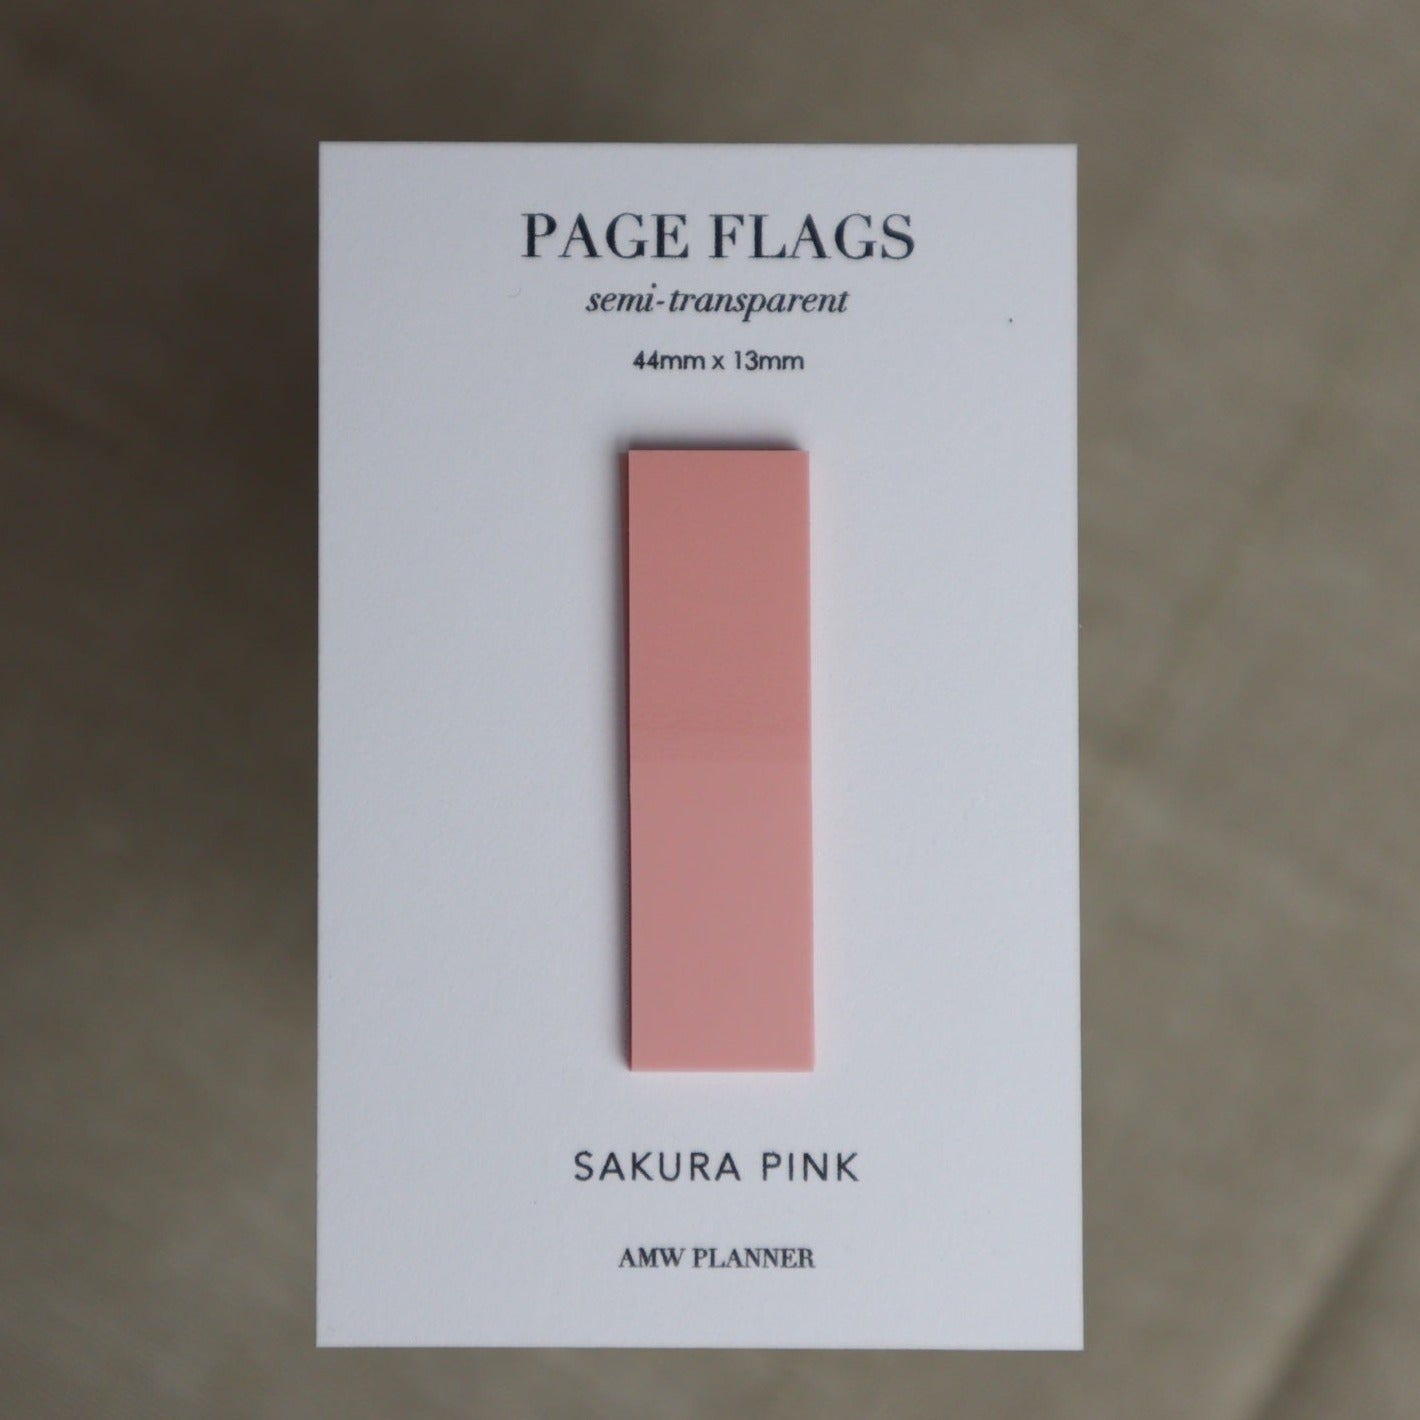 PAGE FLAGS
semi-transparent
44mm x 13mm
SAKURA PINK
AMW PLANNER